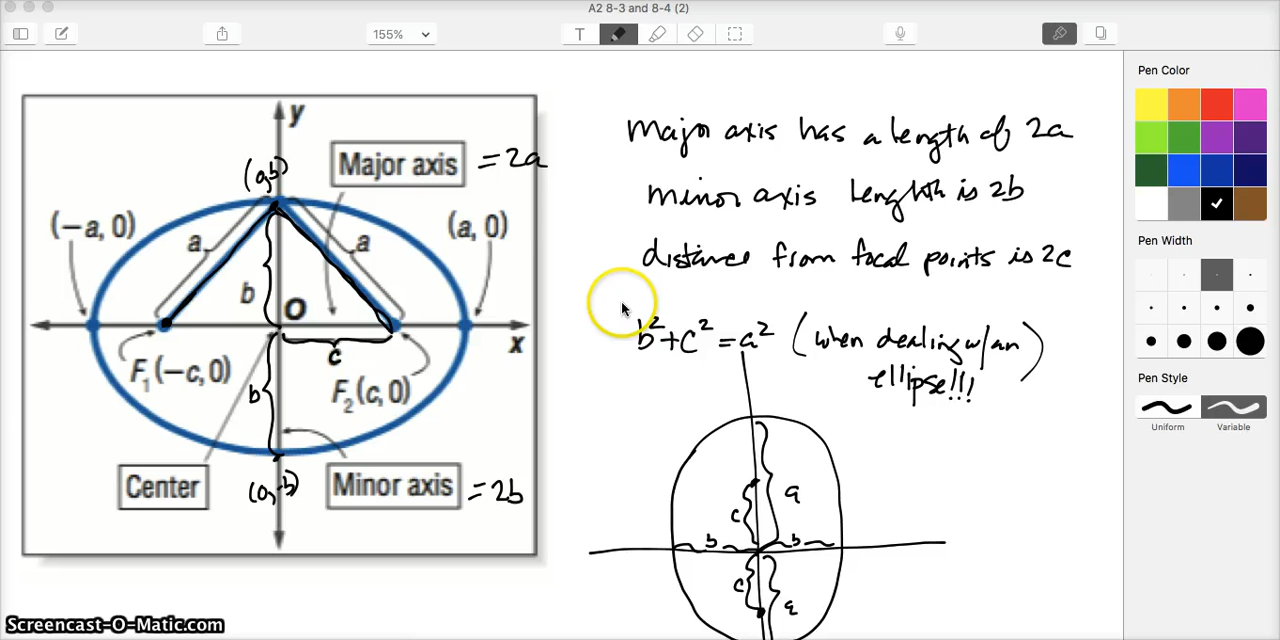 A2 8-3 and 8-4 (2)
155%
T
Pen Color
Pen Width
Pen Style
Uniform
Variable
y
(0,b)
Major axis = 2a
(−a, 0)
(a, 0)
a
a
b
O
x
c
F₁(−c, 0)
F₂(c, 0)
b
Center
(0,-b)
Minor axis = 2b
Major axis has a length of 2a
minor axis length is 2b
distance from focal points is 2c
b²+c² = a² (when dealing w/an
ellipse!!!)
a
c
b
b
c
a
Screencast-O-Matic.com